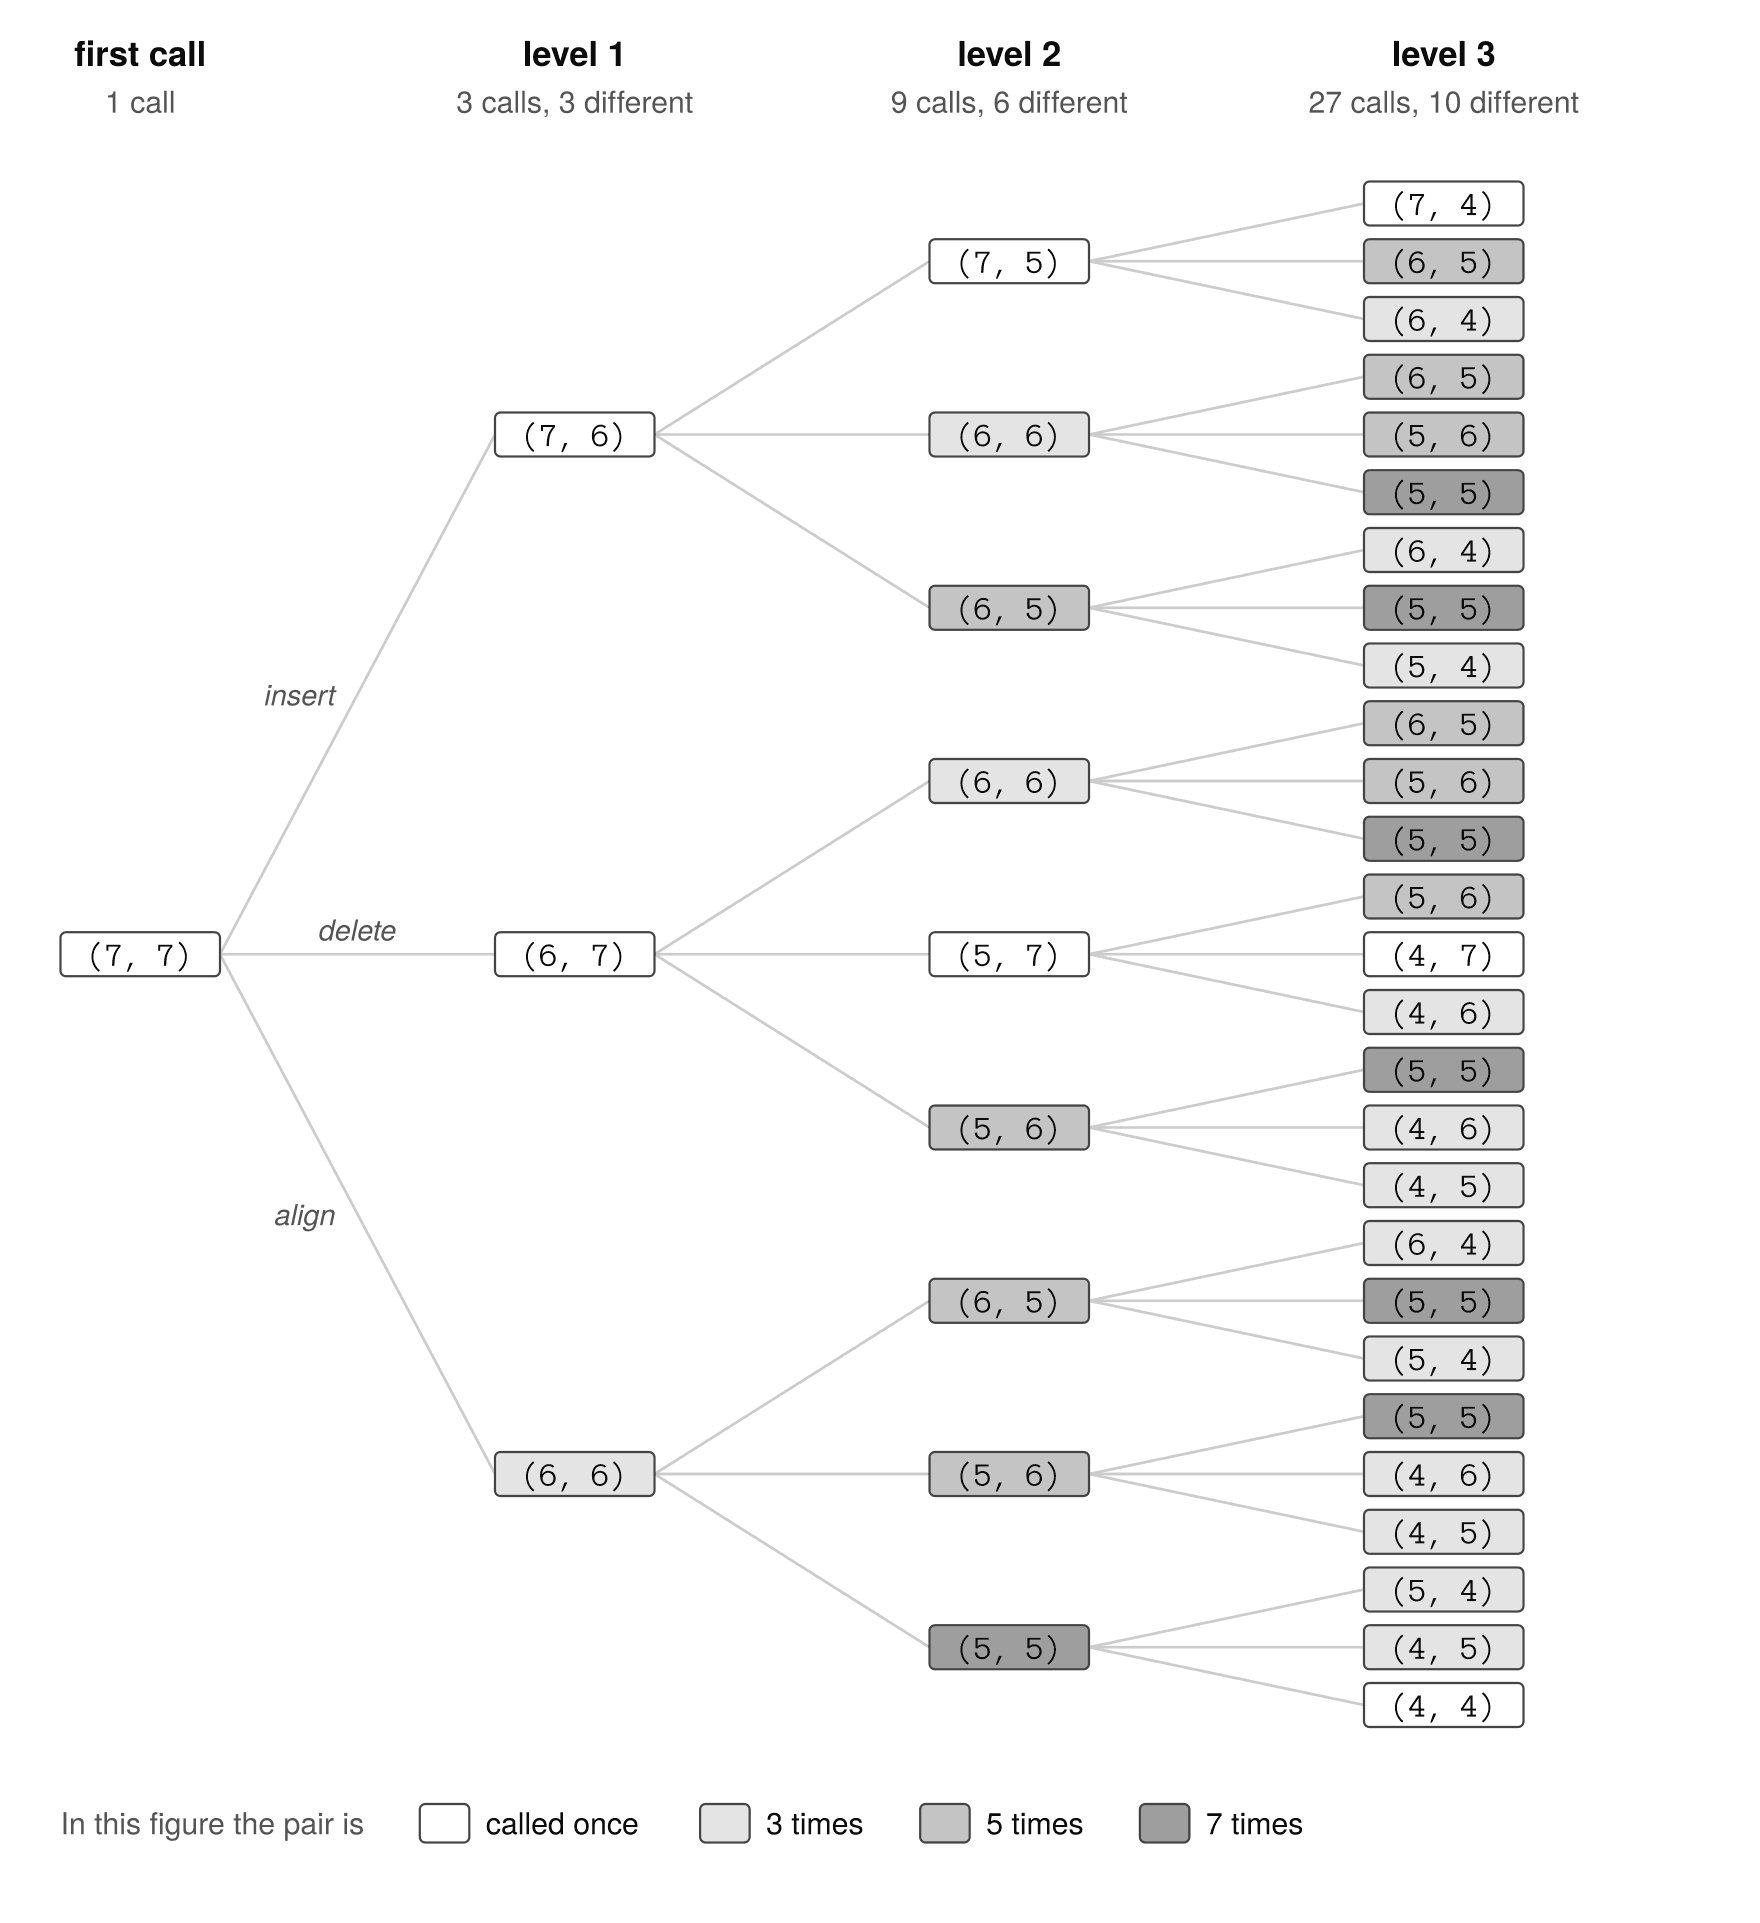 first call level 1 level 2 level 3
1 call 3 calls, 3 different 9 calls, 6 different 27 calls, 10 different
(7, 4)
(7, 5) (6, 5)
(6, 4)
(6, 5)
(7, 6) (6, 6) (5, 6)
(5, 5)
(6, 4)
(6, 5) (5, 5)
(5, 4)
insert
(6, 5)
(6, 6) (5, 6)
(5, 5)
(5, 6)
delete
(7, 7) (6, 7) (5, 7) (4, 7)
(4, 6)
(5, 5)
(5, 6) (4, 6)
(4, 5)
align
(6, 4)
(6, 5) (5, 5)
(5, 4)
(5, 5)
(6, 6) (5, 6) (4, 6)
(4, 5)
(5, 4)
(5, 5) (4, 5)
(4, 4)
In this figure the pair is called once 3 times 5 times 7 times